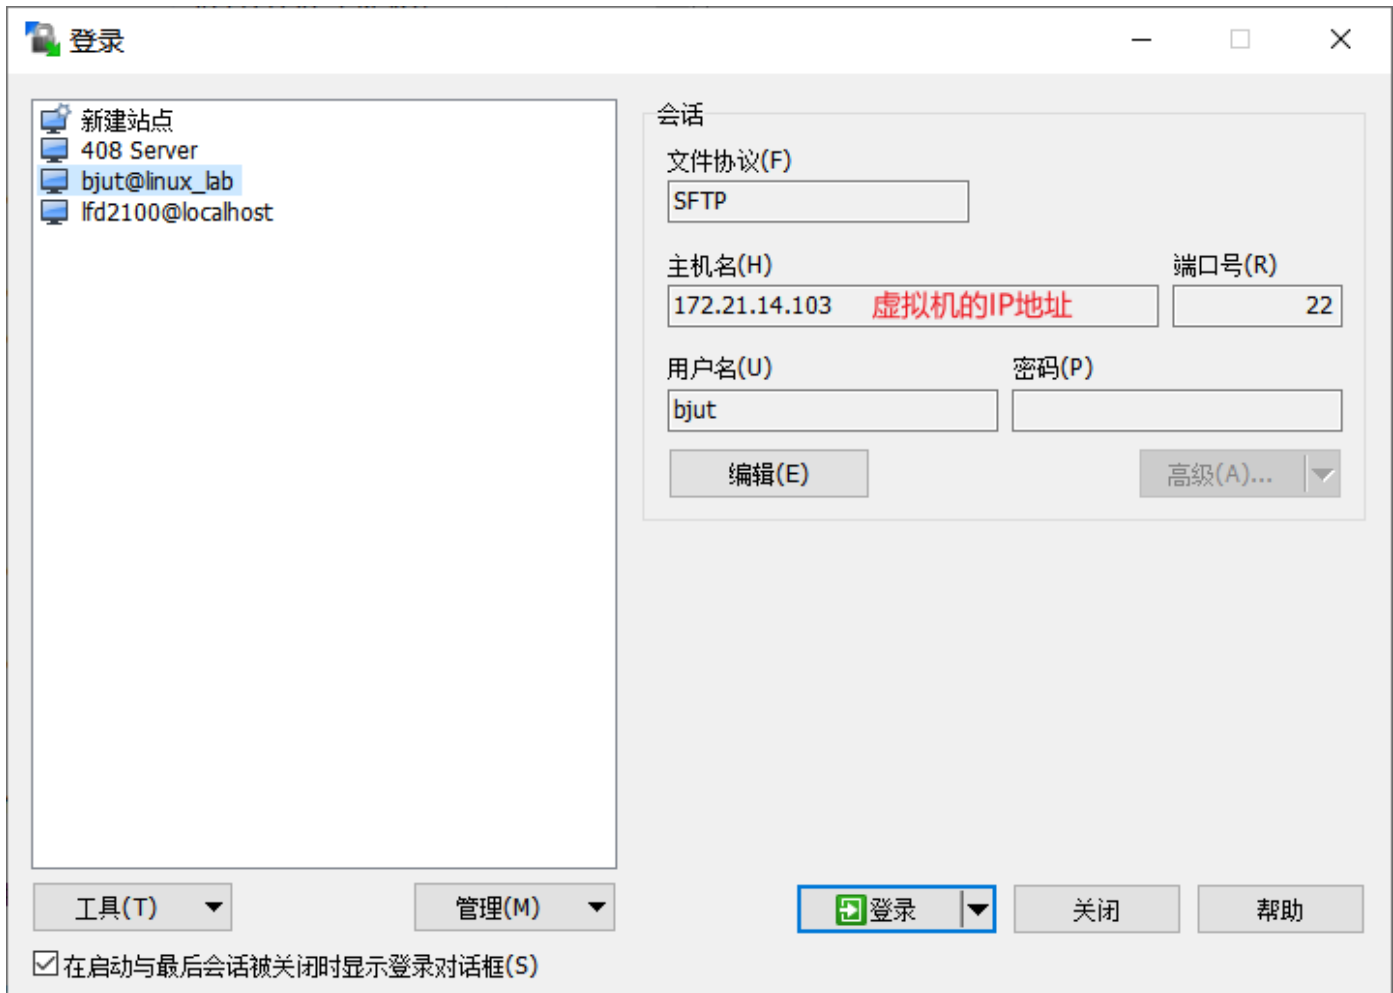 登录
新建站点
408 Server
bjut@linux_lab
lfd2100@localhost
会话
文件协议(F)
SFTP
主机名(H) 端口号(R)
172.21.14.103 虚拟机的IP地址 22
用户名(U) 密码(P)
bjut
编辑(E) 高级(A)...
工具(T) 管理(M) 登录 关闭 帮助
在启动与最后会话被关闭时显示登录对话框(S)